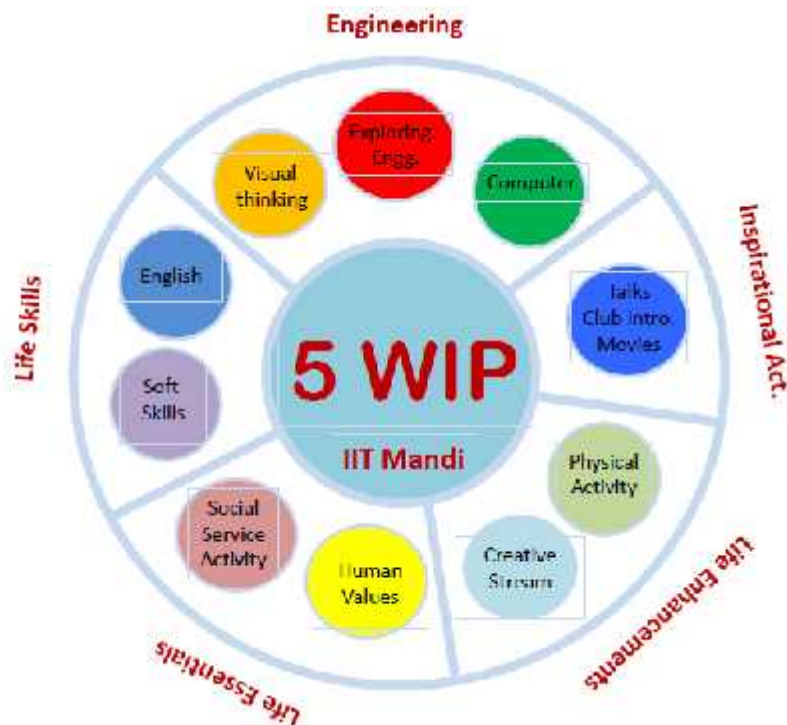 Engineering
Exploring
Engg.
Visual
thinking
Computer
Inspirational Act.
Talks
Club Intro.
Movies
English
Life Skills
Soft
Skills
5 WIP
IIT Mandi
Physical
Activity
Creative
Stream
Life Enhancements
Social
Service
Activity
Human
Values
Life Essentials